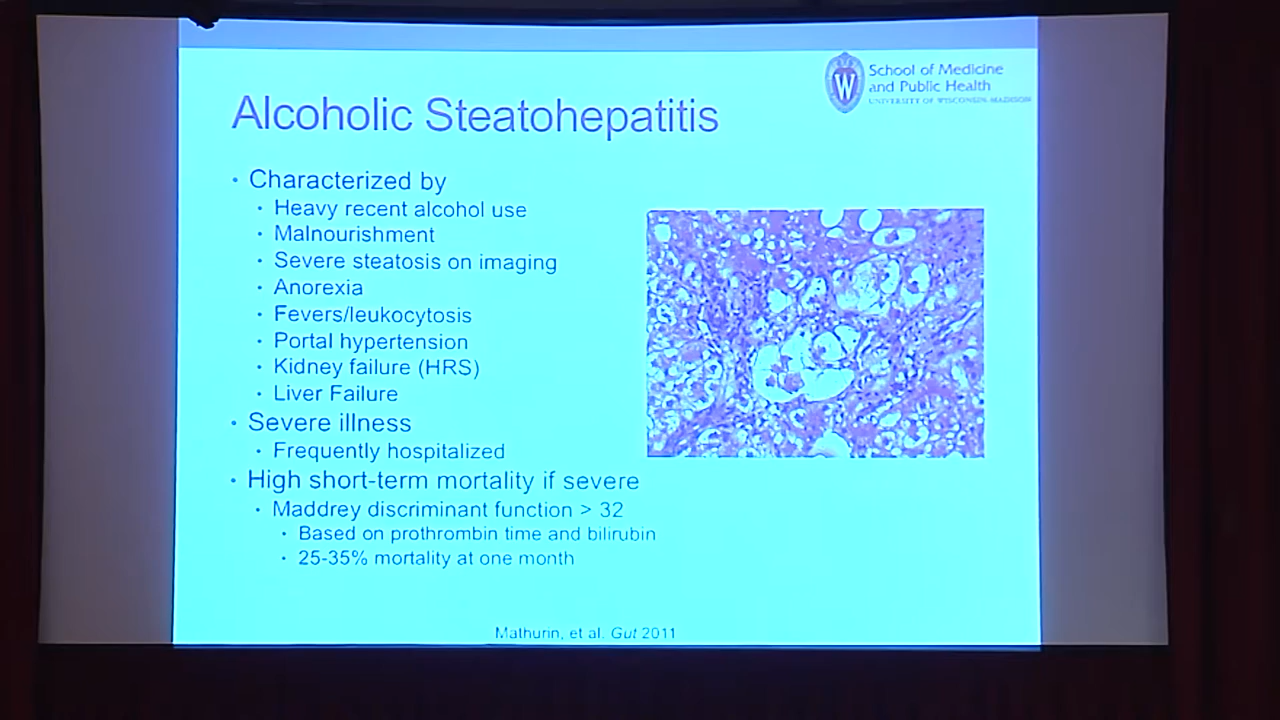 School of Medicine
and Public Health
UNIVERSITY OF WISCONSIN-MADISON
W
Alcoholic Steatohepatitis
• Characterized by
• Heavy recent alcohol use
• Malnourishment
• Severe steatosis on imaging
• Anorexia
• Fevers/leukocytosis
• Portal hypertension
• Kidney failure (HRS)
• Liver Failure
• Severe illness
• Frequently hospitalized
• High short-term mortality if severe
• Maddrey discriminant function > 32
• Based on prothrombin time and bilirubin
• 25-35% mortality at one month
Mathurin, et al. Gut 2011